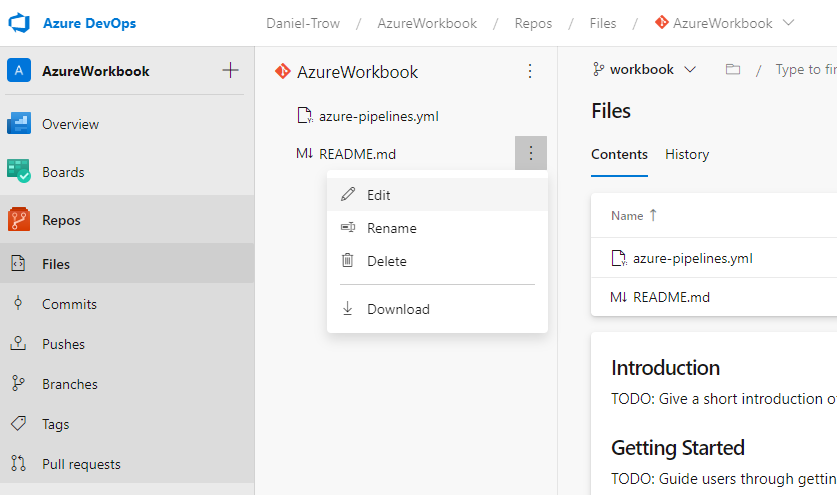 Azure DevOps
Daniel-Trow / AzureWorkbook / Repos / Files / AzureWorkbook
A AzureWorkbook
Overview
Boards
Repos
Files
Commits
Pushes
Branches
Tags
Pull requests
AzureWorkbook
azure-pipelines.yml
M↓ README.md
Edit
Rename
Delete
Download
workbook / Type to fi
Files
Contents History
Name ↑
azure-pipelines.yml
M↓ README.md
Introduction
TODO: Give a short introduction o
Getting Started
TODO: Guide users through gettin